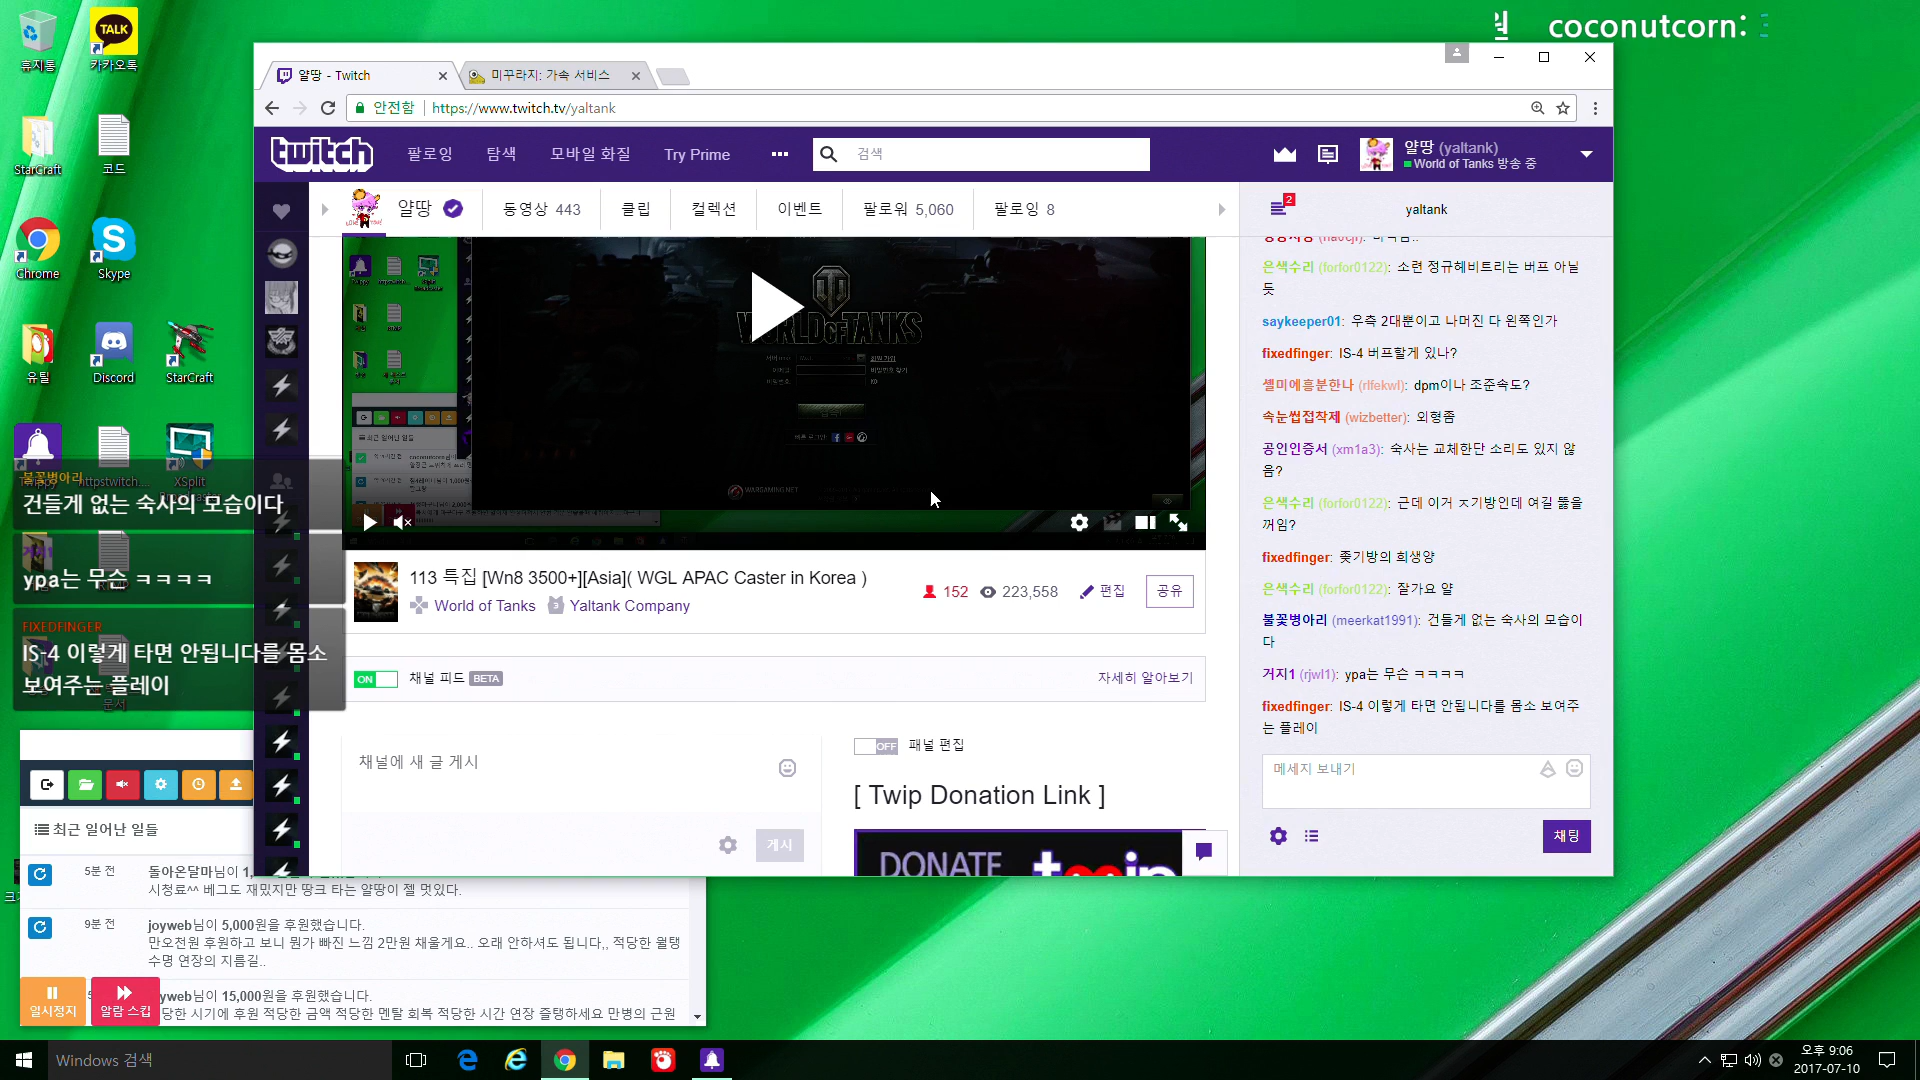 coconutcorn:
휴지통
카카오톡
StarCraft
코드
Chrome
Skype
유틸
Discord
StarCraft
XSplit
얄땅 - Twitch
미꾸라지: 가속 서비스
안전함
https://www.twitch.tv/yaltank
twitch
팔로잉
탐색
모바일 화질
Try Prime
검색
얄땅 (yaltank)
World of Tanks 방송 중
얄땅
동영상 443
클립
컬렉션
이벤트
팔로워 5,060
팔로잉 8
2
yaltank
WORLD OF TANKS
WARGAMING.NET
113 특집 [Wn8 3500+][Asia]( WGL APAC Caster in Korea )
World of Tanks
Yaltank Company
152
223,558
편집
공유
ON
채널 피드 BETA
자세히 알아보기
채널에 새 글 게시
게시
OFF
패널 편집
[ Twip Donation Link ]
DONATE twip
은색수리 (forfor0122): 소련 정규헤비트리는 버프 아닐
듯
saykeeper01: 우측 2대뿐이고 나머진 다 왼쪽인가
fixedfinger: IS-4 버프할게 있나?
셀미에흥분한나 (rlfekwl): dpm이나 조준속도?
속눈썹접착제 (wizbetter): 외형좀
공인인증서 (xm1a3): 숙사는 교체한단 소리도 있지 않
음?
은색수리 (forfor0122): 근데 이거 ㅈ기방인데 여길 뚫을
꺼임?
fixedfinger: 좆기방의 희생양
은색수리 (forfor0122): 잘가요 얄
불꽃병아리 (meerkat1991): 건들게 없는 숙사의 모습이
다
거지1 (rjwl1): ypa는 무슨 ㅋㅋㅋㅋ
fixedfinger: IS-4 이렇게 타면 안됩니다를 몸소 보여주
는 플레이
메세지 보내기
채팅
불꽃병아리
건들게 없는 숙사의 모습이다
거지1
ypa는 무슨 ㅋㅋㅋㅋ
FIXEDFINGER
IS-4 이렇게 타면 안됩니다를 몸소
보여주는 플레이
최근 일어난 일들
5분 전
돌아온달마님이 1,
시청료^^ 베그도 재밌지만 땅크 타는 얄땅이 젤 멋있다.
9분 전
joyweb님이 5,000원을 후원했습니다.
만오천원 후원하고 보니 뭔가 빠진 느낌 2만원 채울게요.. 오래 안하셔도 됩니다,, 적당한 월탱
수명 연장의 지름길..
yweb님이 15,000원을 후원했습니다.
당한 시기에 후원 적당한 금액 적당한 멘탈 회복 적당한 시간 연장 즐탱하세요 만병의 근원
일시정지
알람 스킵
Windows 검색
오후 9:06
2017-07-10